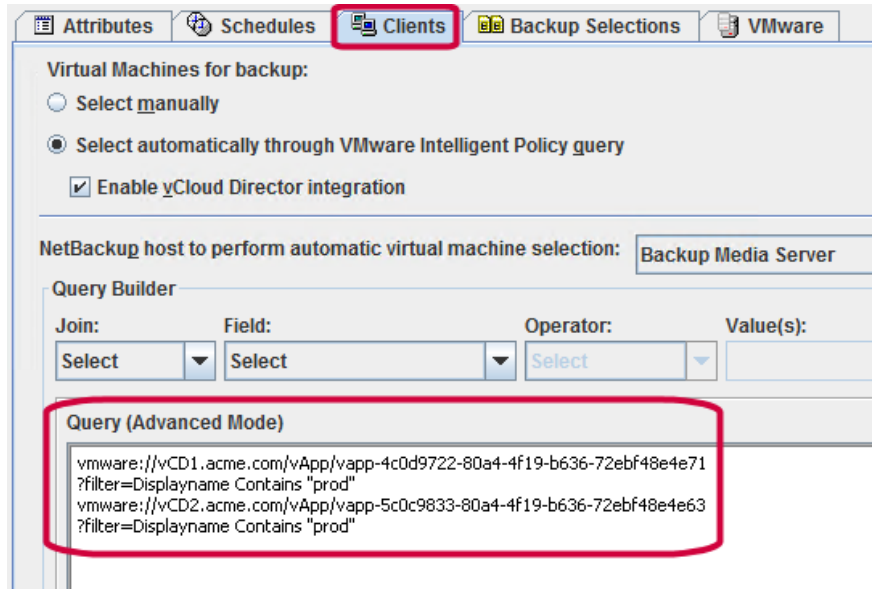 Attributes Schedules Clients Backup Selections VMware
Virtual Machines for backup:
Select manually
Select automatically through VMware Intelligent Policy query
Enable vCloud Director integration
NetBackup host to perform automatic virtual machine selection: Backup Media Server
Query Builder
Join: Field: Operator: Value(s):
Select Select Select
Query (Advanced Mode)
vmware://vCD1.acme.com/vApp/vapp-4c0d9722-80a4-4f19-b636-72ebf48e4e71
?filter=Displayname Contains "prod"
vmware://vCD2.acme.com/vApp/vapp-5c0c9833-80a4-4f19-b636-72ebf48e4e63
?filter=Displayname Contains "prod"